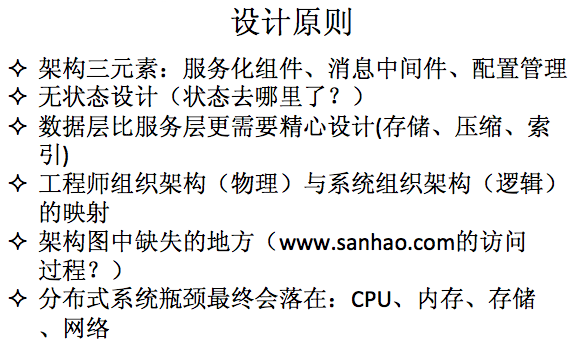 设计原则
✧ 架构三元素：服务化组件、消息中间件、配置管理
✧ 无状态设计（状态去哪里了？）
✧ 数据层比服务层更需要精心设计(存储、压缩、索
引)
✧ 工程师组织架构（物理）与系统组织架构（逻辑）
的映射
✧ 架构图中缺失的地方（www.sanhao.com的访问
过程？）
✧ 分布式系统瓶颈最终会落在：CPU、内存、存储
、网络